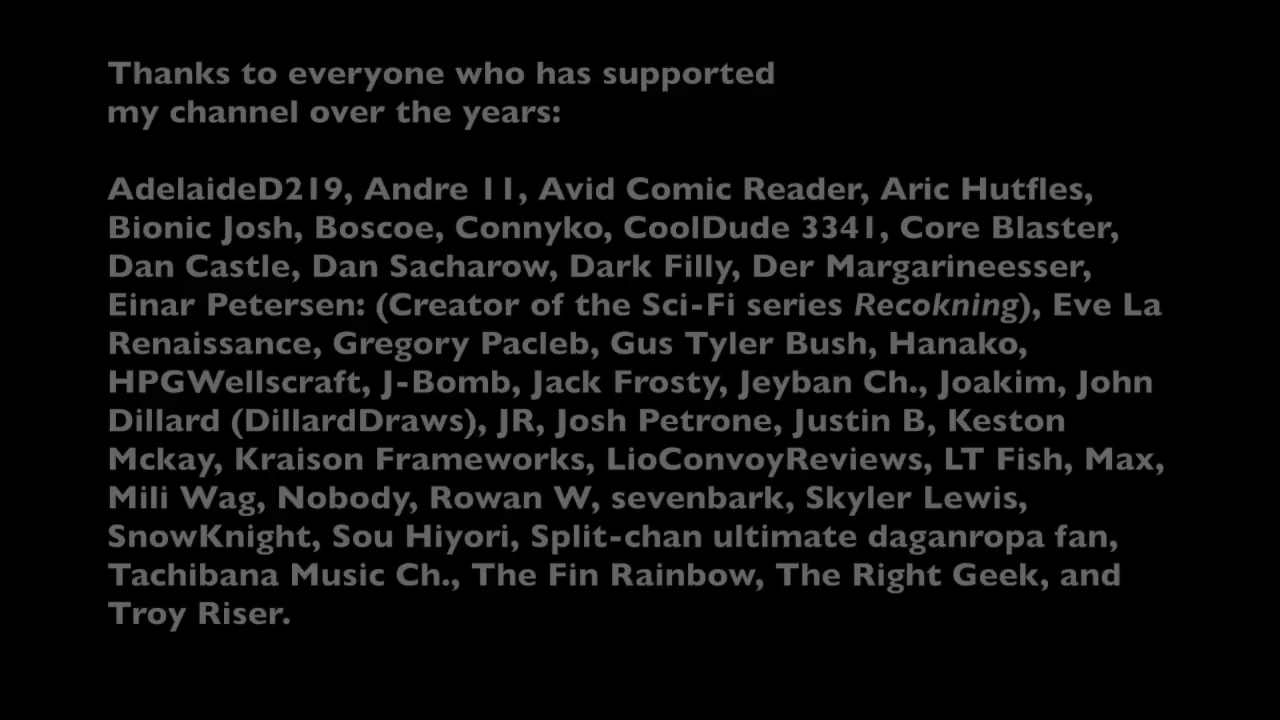 Thanks to everyone who has supported
my channel over the years:
AdelaideD219, Andre 11, Avid Comic Reader, Aric Hutfles,
Bionic Josh, Boscoe, Connyko, CoolDude 3341, Core Blaster,
Dan Castle, Dan Sacharow, Dark Filly, Der Margarineesser,
Einar Petersen: (Creator of the Sci-Fi series Recokning), Eve La
Renaissance, Gregory Pacleb, Gus Tyler Bush, Hanako,
HPGWellscraft, J-Bomb, Jack Frosty, Jeyban Ch., Joakim, John
Dillard (DillardDraws), JR, Josh Petrone, Justin B, Keston
Mckay, Kraison Frameworks, LioConvoyReviews, LT Fish, Max,
Mili Wag, Nobody, Rowan W, sevenbark, Skyler Lewis,
SnowKnight, Sou Hiyori, Split-chan ultimate daganropa fan,
Tachibana Music Ch., The Fin Rainbow, The Right Geek, and
Troy Riser.